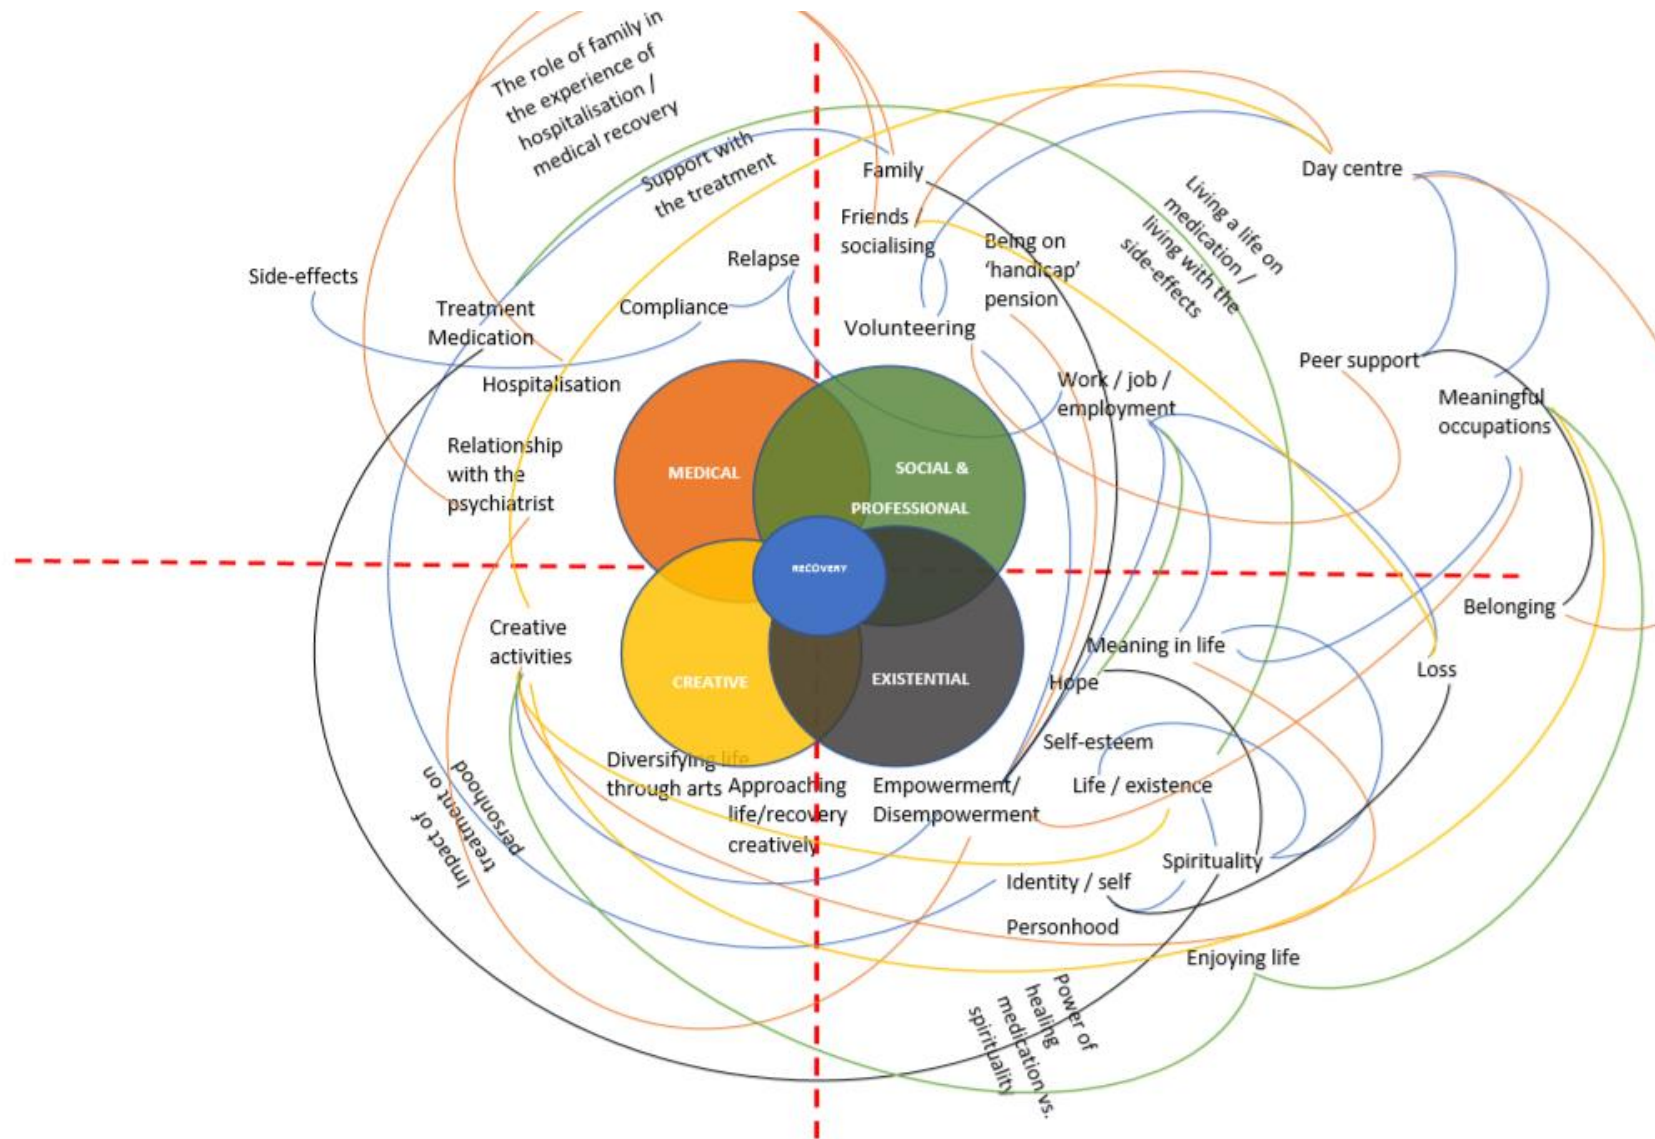 The role of family in
the experience of
hospitalisation /
medical recovery
Support with
the treatment
Family
Friends /
socialising
Day centre
Living a life on
medication /
living with the
side-effects
Being on
‘handicap’
pension
Side-effects
Relapse
Compliance
Treatment
Medication
Volunteering
Hospitalisation
Work / job /
employment
Peer support
Meaningful
occupations
Relationship
with the
psychiatrist
MEDICAL
SOCIAL &
PROFESSIONAL
RECOVERY
CREATIVE
EXISTENTIAL
Creative
activities
Belonging
Meaning in life
Hope
Loss
Self-esteem
Life / existence
Diversifying life
through arts
Approaching
life/recovery
creatively
Empowerment/
Disempowerment
Impact of
treatment on
personhood
Spirituality
Identity / self
Personhood
Enjoying life
Power of
healing
medication vs.
spirituality